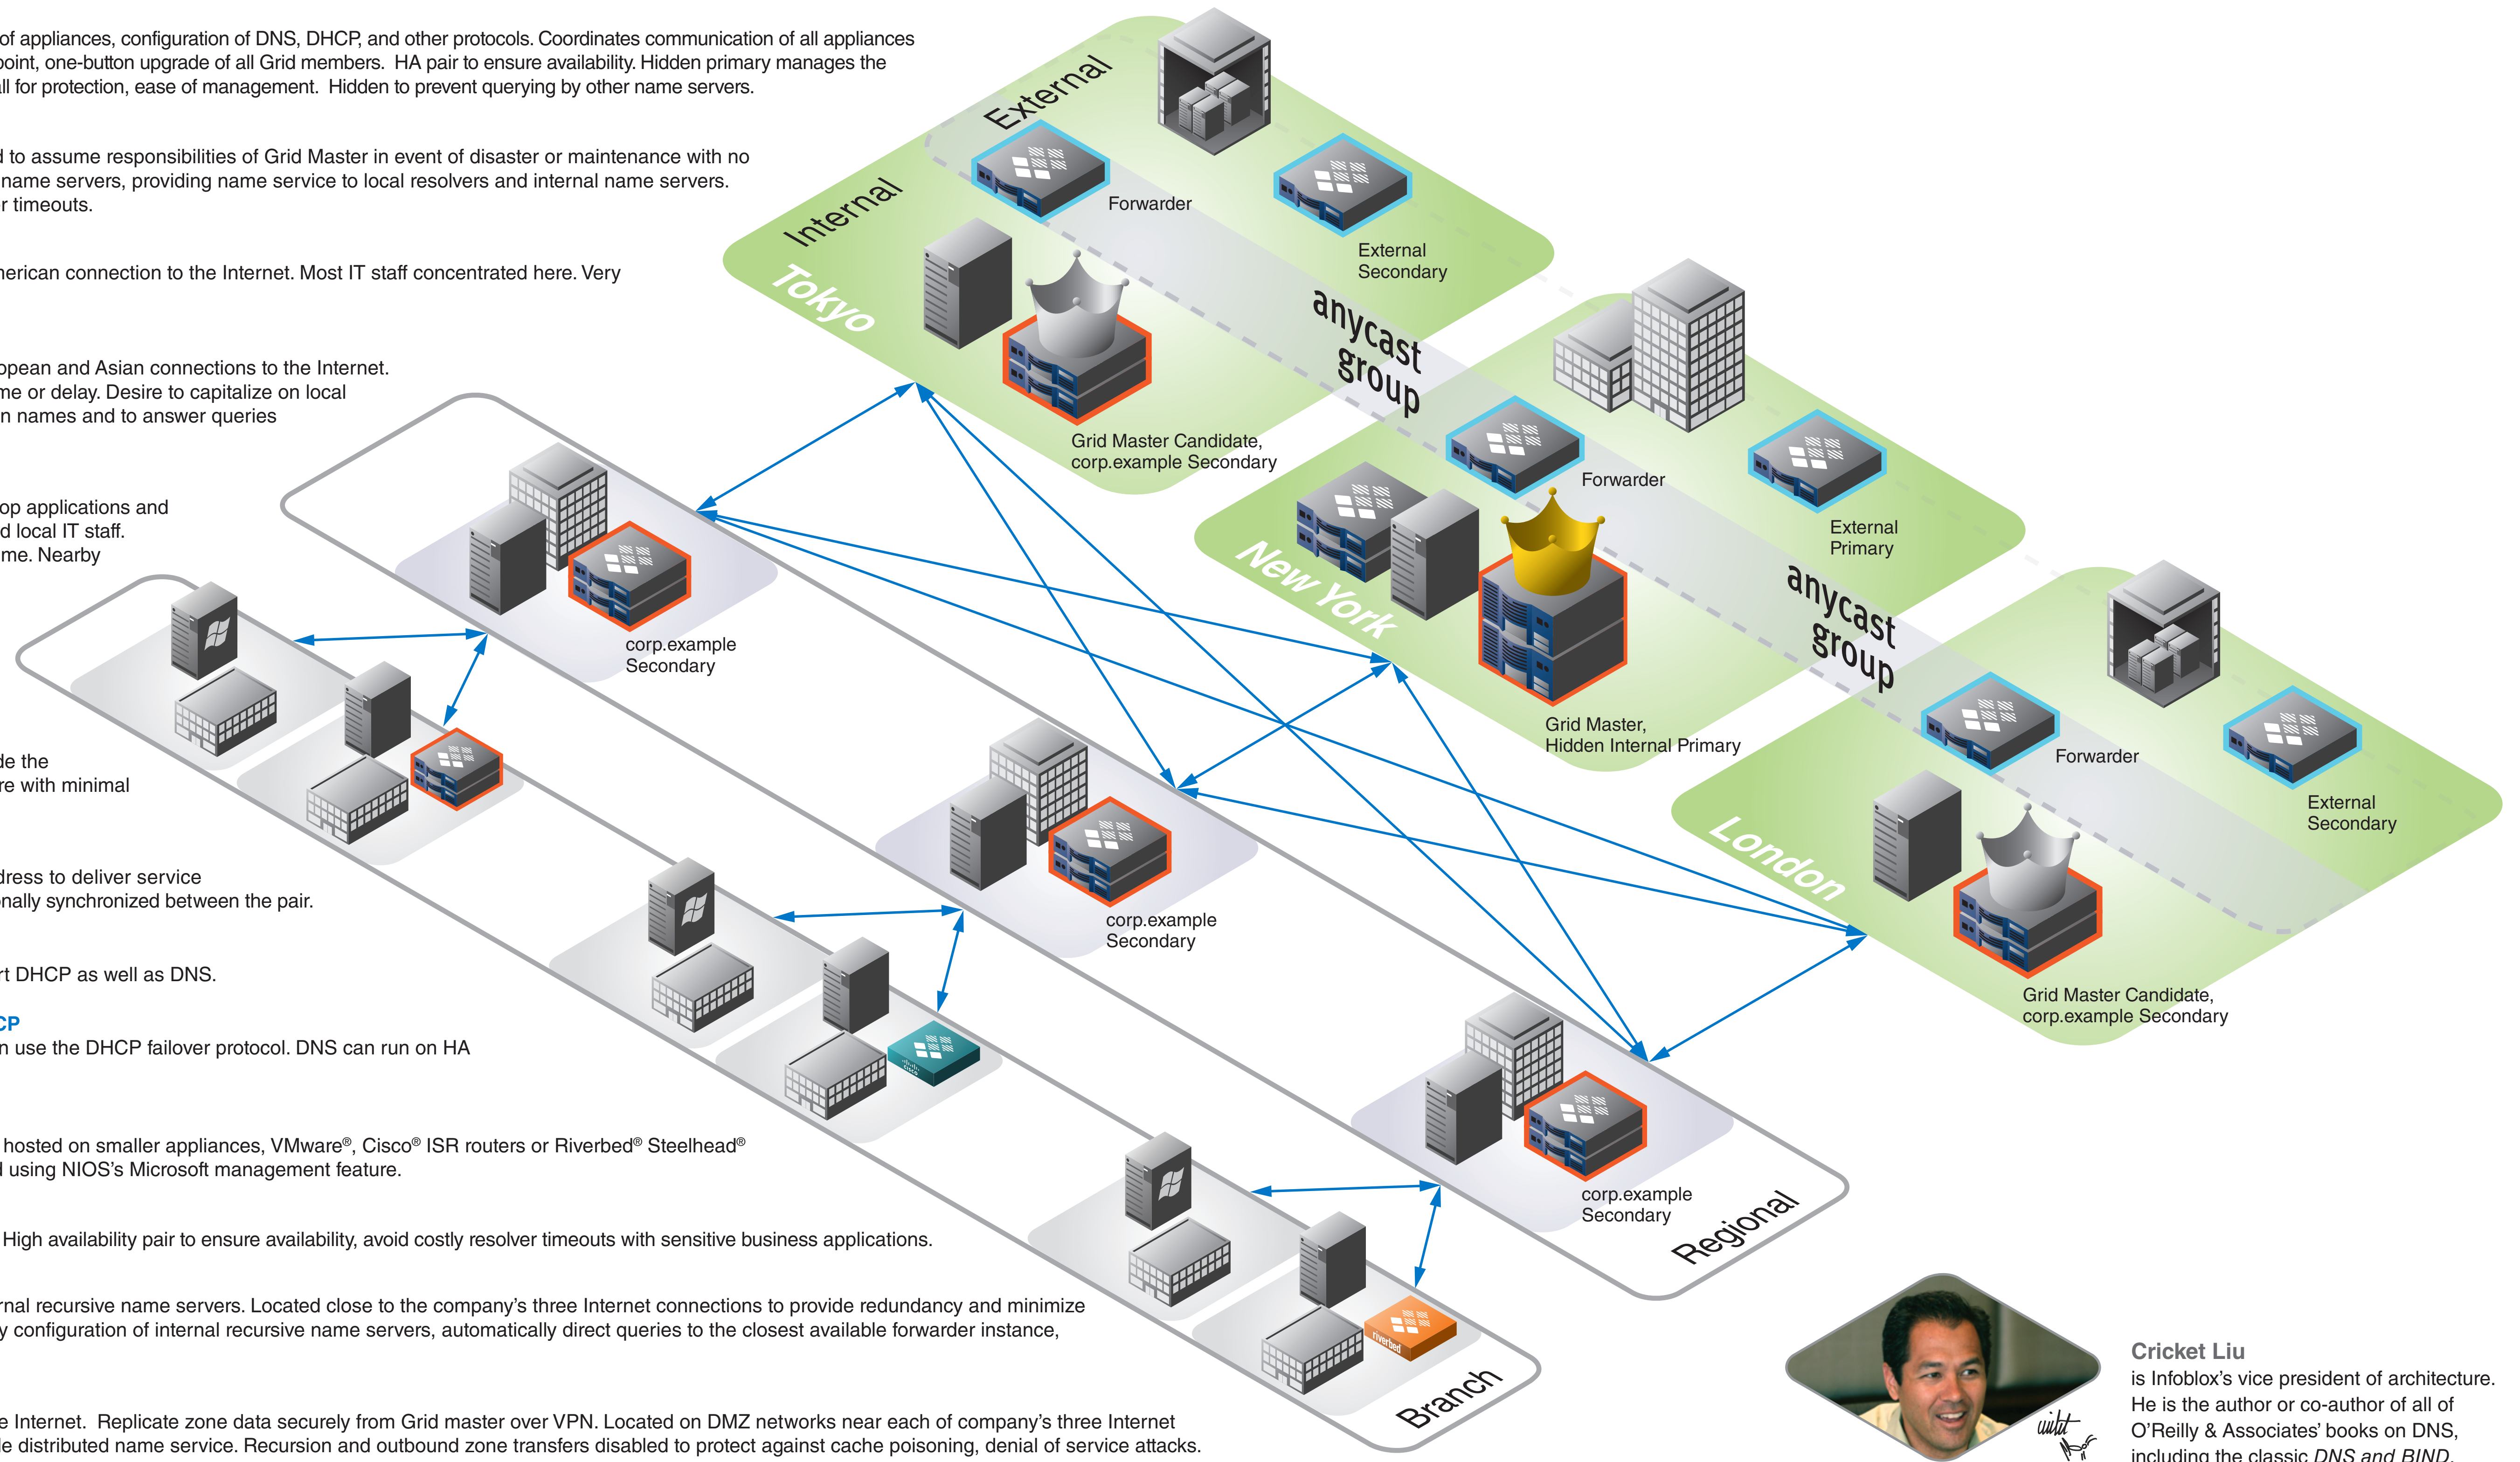 of appliances, configuration of DNS, DHCP, and other protocols. Coordinates communication of all appliances
point, one-button upgrade of all Grid members.  HA pair to ensure availability. Hidden primary manages the
all for protection, ease of management.  Hidden to prevent querying by other name servers.
to assume responsibilities of Grid Master in event of disaster or maintenance with no
name servers, providing name service to local resolvers and internal name servers.
r timeouts.
merican connection to the Internet. Most IT staff concentrated here. Very
opean and Asian connections to the Internet.
me or delay. Desire to capitalize on local
n names and to answer queries
op applications and
d local IT staff.
me. Nearby
de the
re with minimal
dress to deliver service
onally synchronized between the pair.
rt DHCP as well as DNS.
CP
n use the DHCP failover protocol. DNS can run on HA
hosted on smaller appliances, VMware®, Cisco® ISR routers or Riverbed® Steelhead®
d using NIOS’s Microsoft management feature.
High availability pair to ensure availability, avoid costly resolver timeouts with sensitive business applications.
rnal recursive name servers. Located close to the company’s three Internet connections to provide redundancy and minimize
y configuration of internal recursive name servers, automatically direct queries to the closest available forwarder instance,
e Internet.  Replicate zone data securely from Grid master over VPN. Located on DMZ networks near each of company’s three Internet
le distributed name service. Recursion and outbound zone transfers disabled to protect against cache poisoning, denial of service attacks.
External
Internal
Tokyo
Forwarder
External
Secondary
Grid Master Candidate,
corp.example Secondary
anycast
group
New York
Forwarder
External
Primary
Grid Master,
Hidden Internal Primary
anycast
group
London
Forwarder
External
Secondary
Grid Master Candidate,
corp.example Secondary
corp.example
Secondary
corp.example
Secondary
corp.example
Secondary
Regional
cisco
riverbed
Branch
Cricket Liu
is Infoblox’s vice president of architecture.
He is the author or co-author of all of
O’Reilly & Associates’ books on DNS,
including the classic DNS and BIND.